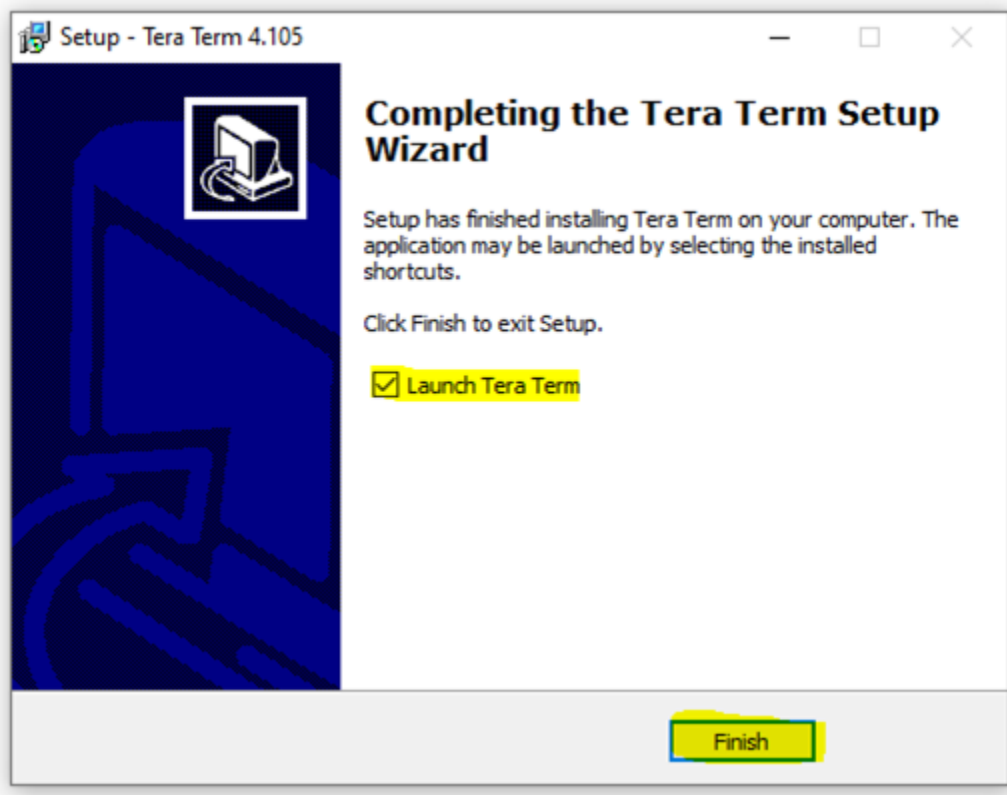 Setup - Tera Term 4.105
Completing the Tera Term Setup
Wizard
Setup has finished installing Tera Term on your computer. The
application may be launched by selecting the installed
shortcuts.
Click Finish to exit Setup.
Launch Tera Term
Finish